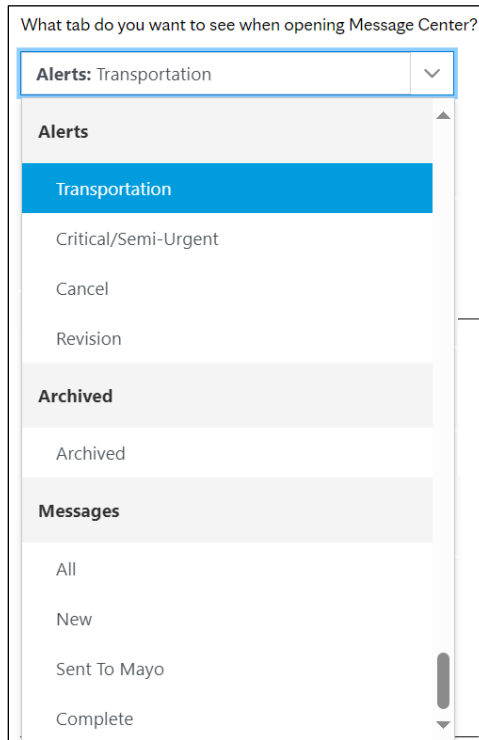 What tab do you want to see when opening Message Center?
Alerts: Transportation
Alerts
Transportation
Critical/Semi-Urgent
Cancel
Revision
Archived
Archived
Messages
All
New
Sent To Mayo
Complete